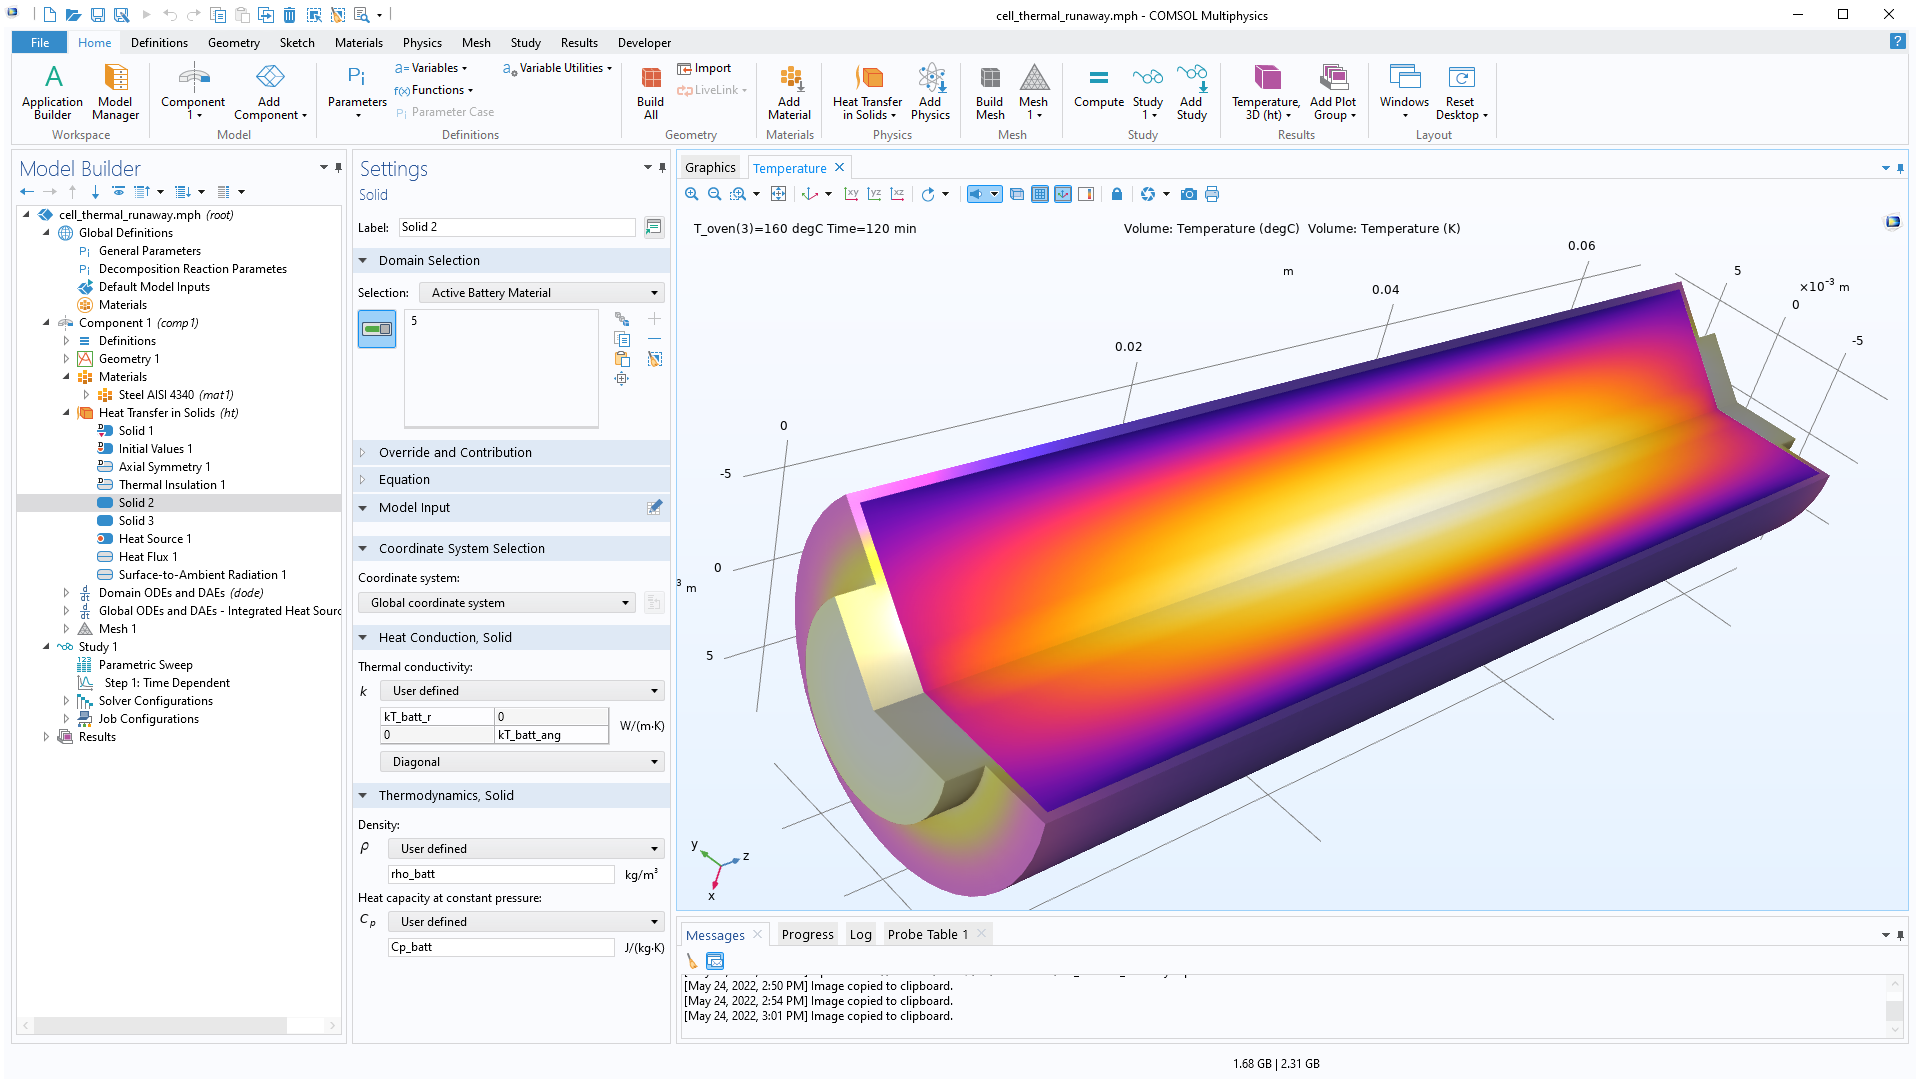 cell_thermal_runaway.mph - COMSOL Multiphysics
File Home Definitions Geometry Sketch Materials Physics Mesh Study Results Developer ?
Application Builder
Model Manager
Workspace
Component 1
Add Component
Model
Pi
Parameters
a= Variables
f(x) Functions
Pi Parameter Case
a= Variable Utilities
Definitions
Build All
Import
LiveLink
Geometry
Add Material
Materials
Heat Transfer in Solids
Add Physics
Physics
Build Mesh
Mesh 1
Mesh
Compute
Study 1
Add Study
Study
Temperature, 3D (ht)
Add Plot Group
Results
Windows
Reset Desktop
Layout
Model Builder
cell_thermal_runaway.mph (root)
Global Definitions
Pi General Parameters
Pi Decomposition Reaction Parametes
Default Model Inputs
Materials
Component 1 (comp1)
Definitions
Geometry 1
Materials
Steel AISI 4340 (mat1)
Heat Transfer in Solids (ht)
Solid 1
Initial Values 1
Axial Symmetry 1
Thermal Insulation 1
Solid 2
Solid 3
Heat Source 1
Heat Flux 1
Surface-to-Ambient Radiation 1
Domain ODEs and DAEs (dode)
Global ODEs and DAEs - Integrated Heat Sourc
Mesh 1
Study 1
Parametric Sweep
Step 1: Time Dependent
Solver Configurations
Job Configurations
Results
Settings
Solid
Label: Solid 2
Domain Selection
Selection: Active Battery Material
5
Override and Contribution
Equation
Model Input
Coordinate System Selection
Coordinate system:
Global coordinate system
Heat Conduction, Solid
Thermal conductivity:
k User defined
kT_batt_r 0
0 kT_batt_ang
W/(m·K)
Diagonal
Thermodynamics, Solid
Density:
ρ User defined
rho_batt kg/m³
Heat capacity at constant pressure:
Cp User defined
Cp_batt J/(kg·K)
Graphics Temperature
xy yz xz
T_oven(3)=160 degC Time=120 min Volume: Temperature (degC) Volume: Temperature (K)
0.06
m
5
0.04
×10⁻³ m
0
0.02
-5
0
-5
0
³ m
5
y
z
x
Messages Progress Log Probe Table 1
[May 24, 2022, 2:50 PM] Image copied to clipboard.
[May 24, 2022, 2:54 PM] Image copied to clipboard.
[May 24, 2022, 3:01 PM] Image copied to clipboard.
1.68 GB | 2.31 GB